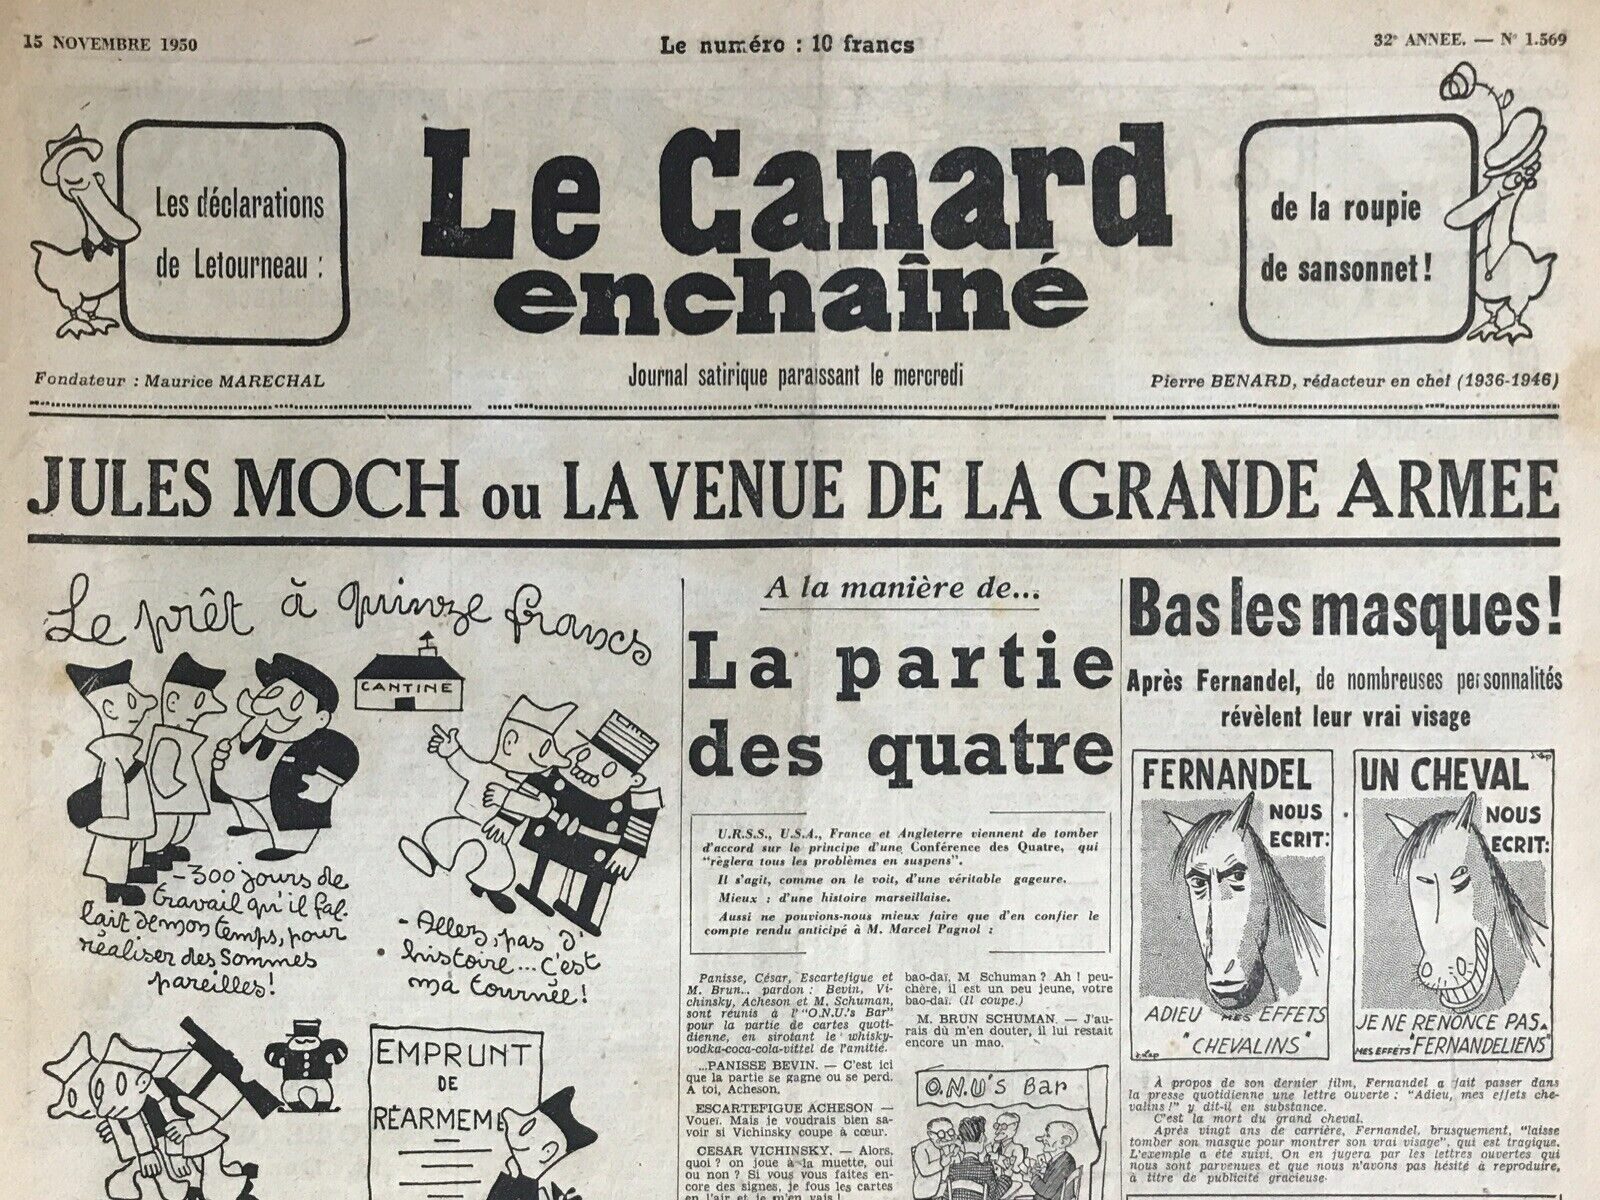 15 NOVEMBRE 1950
Le numéro : 10 francs
32e ANNEE. — N° 1.569
Les déclarations
de Letourneau :
Le Canard
enchaîné
de la roupie
de sansonnet !
Fondateur : Maurice MARECHAL
Journal satirique paraissant le mercredi
Pierre BENARD, rédacteur en chef (1936-1946)
JULES MOCH ou LA VENUE DE LA GRANDE ARMEE
Le prêt à quinze francs
CANTINE
- 300 jours de
travail qu'il fal-
lait de mon temps, pour
réaliser des sommes
pareilles !
- Allez, pas d'
histoire... c'est
ma tournée !
EMPRUNT
DE
RÉARMEME
A la manière de...
La partie
des quatre
U.R.S.S., U.S.A., France et Angleterre viennent de tomber
d'accord sur le principe d'une Conférence des Quatre, qui
"règlera tous les problèmes en suspens".
Il s'agit, comme on le voit, d'une véritable gageure.
Mieux : d'une histoire marseillaise.
Aussi ne pouvions-nous mieux faire que d'en confier le
compte rendu anticipé à M. Marcel Pagnol :
Panisse, César, Escartefigue et
M. Brun... pardon : Bevin, Vi-
chinsky, Acheson et M. Schuman,
sont réunis à l'"O.N.U.'s Bar"
pour la partie de cartes quoti-
dienne, en sirotant le whisky-
vodka-coca-cola-vittel de l'amitié.
...PANISSE BEVIN. — C'est ici
que la partie se gagne ou se perd.
A toi, Acheson.
ESCARTEFIGUE ACHESON —
Vouei. Mais je voudrais bien sa-
voir si Vichinsky coupe à cœur.
CESAR VICHINSKY. — Alors,
quoi ? on joue à la muette, oui
ou non ? Si vous vous faites en-
core des signes, je fous les cartes
en l'air et je m'en vais !
bao-daï, M. Schuman ? Ah ! peu-
chère, il est un peu jeune, votre
bao-daï. (Il coupe.)
M. BRUN SCHUMAN. — J'au-
rais dû m'en douter, il lui restait
encore un mao.
O.N.U'S Bar
Bas les masques !
Après Fernandel, de nombreuses personnalités
révèlent leur vrai visage
FERNANDEL
NOUS
ECRIT:
ADIEU MES EFFETS
"CHEVALINS"
UN CHEVAL
NOUS
ECRIT:
JE NE RENONCE PAS A
MES EFFETS "FERNANDELIENS"
À propos de son dernier film, Fernandel a fait passer dans
la presse quotidienne une lettre ouverte : "Adieu, mes effets che-
valins !" y dit-il en substance.
C'est la mort du grand cheval.
Après vingt ans de carrière, Fernandel, brusquement, "laisse
tomber son masque pour montrer son vrai visage", qui est tragique.
L'exemple a été suivi. On en jugera par les lettres ouvertes qui
nous sont parvenues et que nous n'avons pas hésité à reproduire,
à titre de publicité gracieuse.